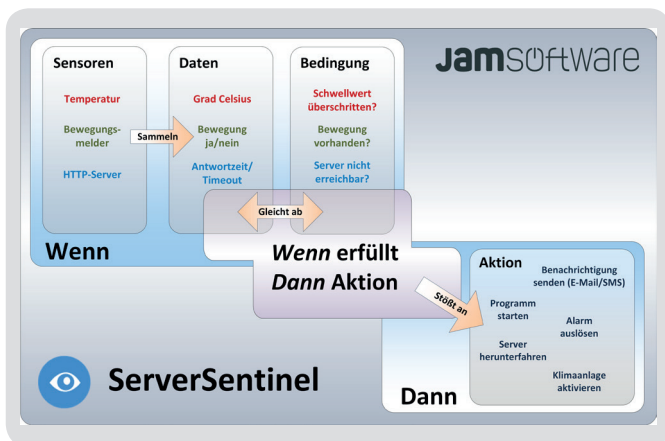 Jamsoftware
Sensoren
Temperatur
Bewegungs-
melder
HTTP-Server
Sammeln
Daten
Grad Celsius
Bewegung
ja/nein
Antwortzeit/
Timeout
Bedingung
Schwellwert
überschritten?
Bewegung
vorhanden?
Server nicht
erreichbar?
Gleicht ab
Wenn
Wenn erfüllt
Dann Aktion
Stößt an
Aktion
Benachrichtigung
senden (E-Mail/SMS)
Programm
starten
Alarm
auslösen
Server
herunterfahren
Klimaanlage
aktivieren
Dann
ServerSentinel